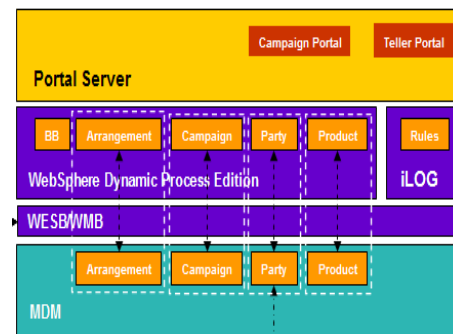 Campaign Portal Teller Portal
Portal Server
BB Arrangement Campaign Party Product Rules
WebSphere Dynamic Process Edition iLOG
WESB/WMB
Arrangement Campaign Party Product
MDM